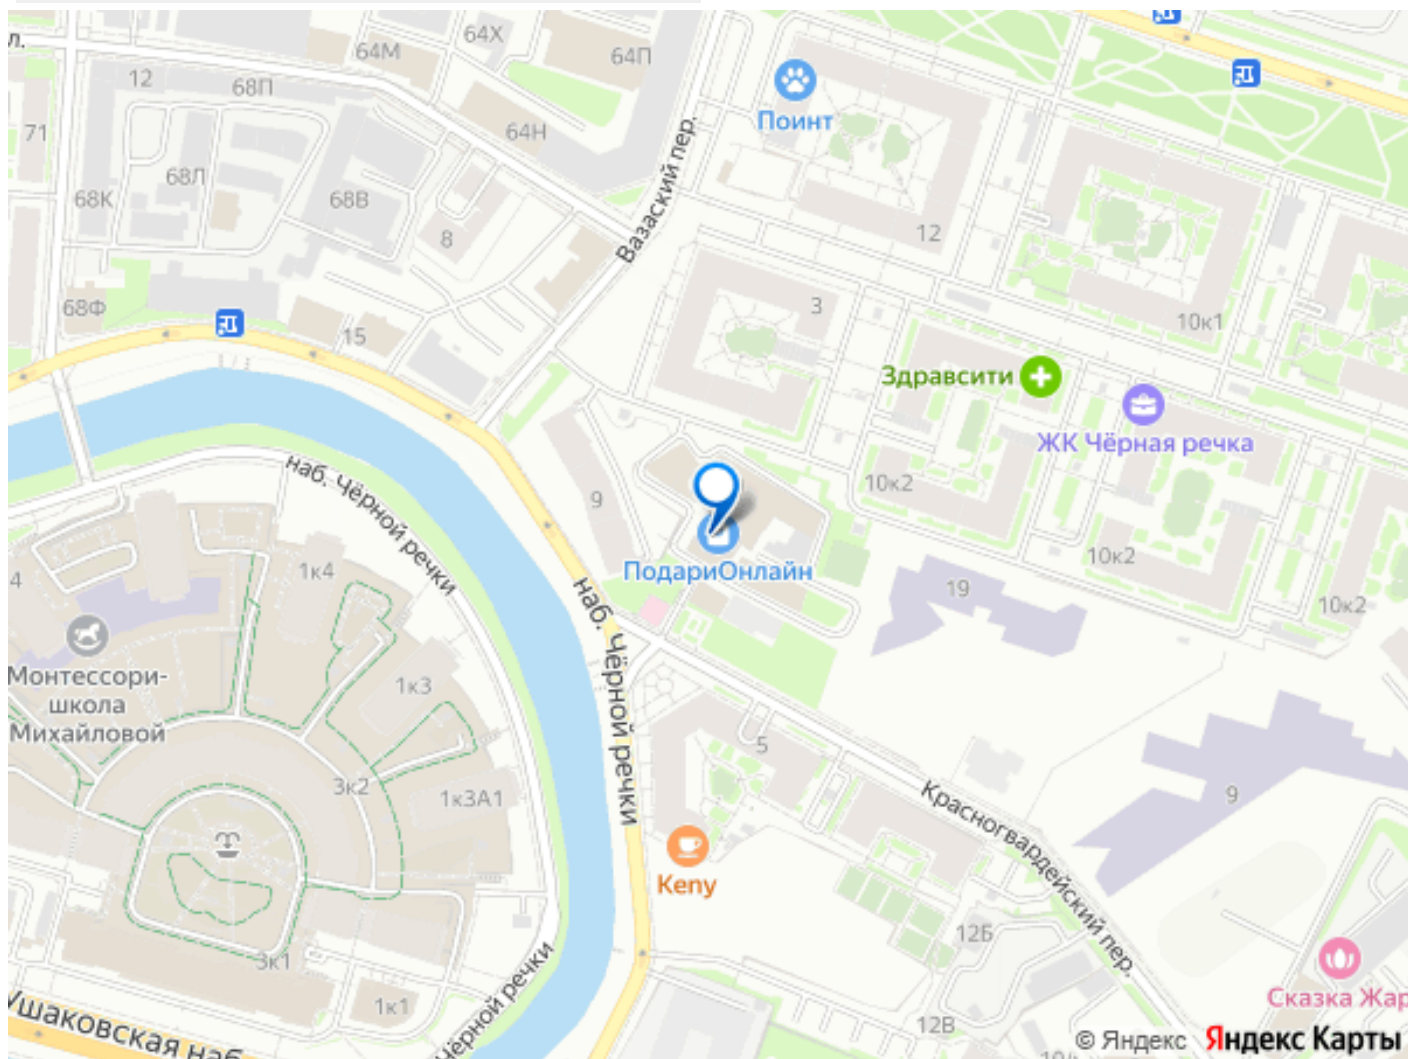 л.
64М
64Х
64П
12
68П
71
64Н
Поинт
68Л
68К
68В
8
Вазаский пер.
12
68Ф
15
3
10к1
Здравсити
ЖК Чёрная речка
наб. Чёрной речки
9
10к2
ПодариОнлайн
10к2
4
1к4
наб. Чёрной речки
19
10к2
Монтессори-
школа
Михайловой
1к3
5
3к2
1к3А1
Красногвардейский пер.
9
Keny
12Б
3к1
Чёрной речки
Сказка Жар
1к1
12В
Ушаковская наб
© Яндекс Яндекс Карты